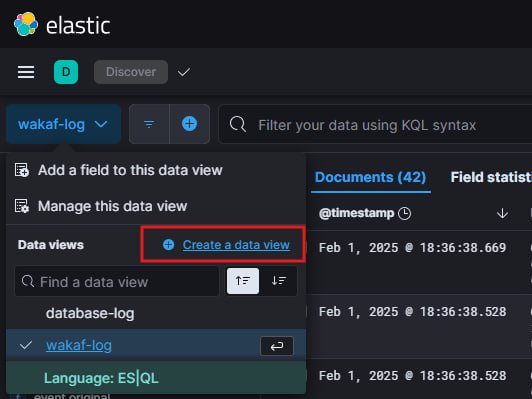 elastic
D
Discover
wakaf-log
Filter your data using KQL syntax
Add a field to this data view
Manage this data view
Data views
Create a data view
Find a data view
database-log
wakaf-log
Language: ES|QL
event.original
Documents (42)
Field statisti
@timestamp
Feb 1, 2025 @ 18:36:38.669
Feb 1, 2025 @ 18:36:38.528
Feb 1, 2025 @ 18:36:38.528